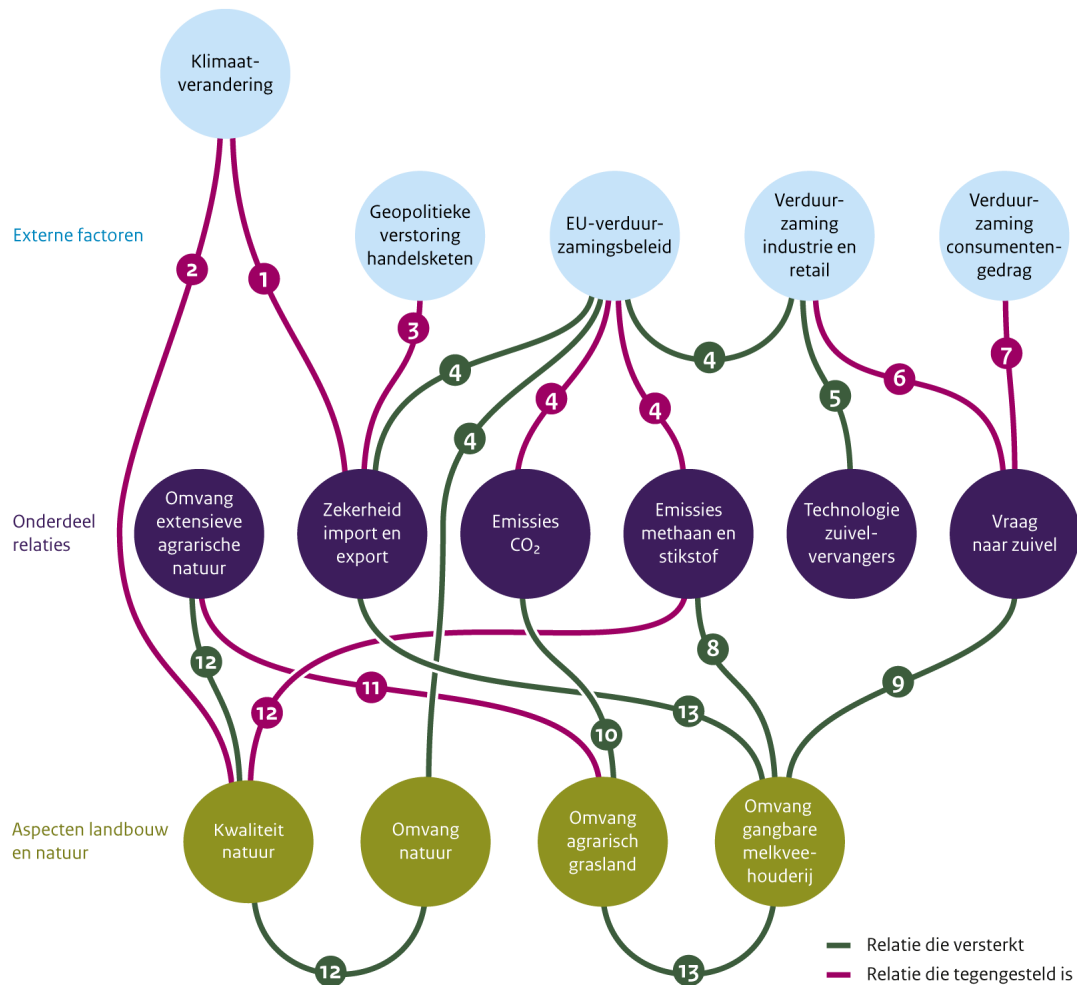 Klimaat-
verandering
Externe factoren
Geopolitieke
verstoring
handelsketen
EU-verduur-
zamingsbeleid
Verduur-
zaming
industrie en
retail
Verduur-
zaming
consumenten-
gedrag
2
1
3
4
4
4
4
4
5
6
7
Onderdeel
relaties
Omvang
extensieve
agrarische
natuur
Zekerheid
import en
export
Emissies
CO₂
Emissies
methaan en
stikstof
Technologie
zuivel-
vervangers
Vraag
naar zuivel
12
12
11
10
13
8
9
Aspecten landbouw
en natuur
Kwaliteit
natuur
Omvang
natuur
Omvang
agrarisch
grasland
Omvang
gangbare
melkvee-
houderij
12
13
Relatie die versterkt
Relatie die tegengesteld is